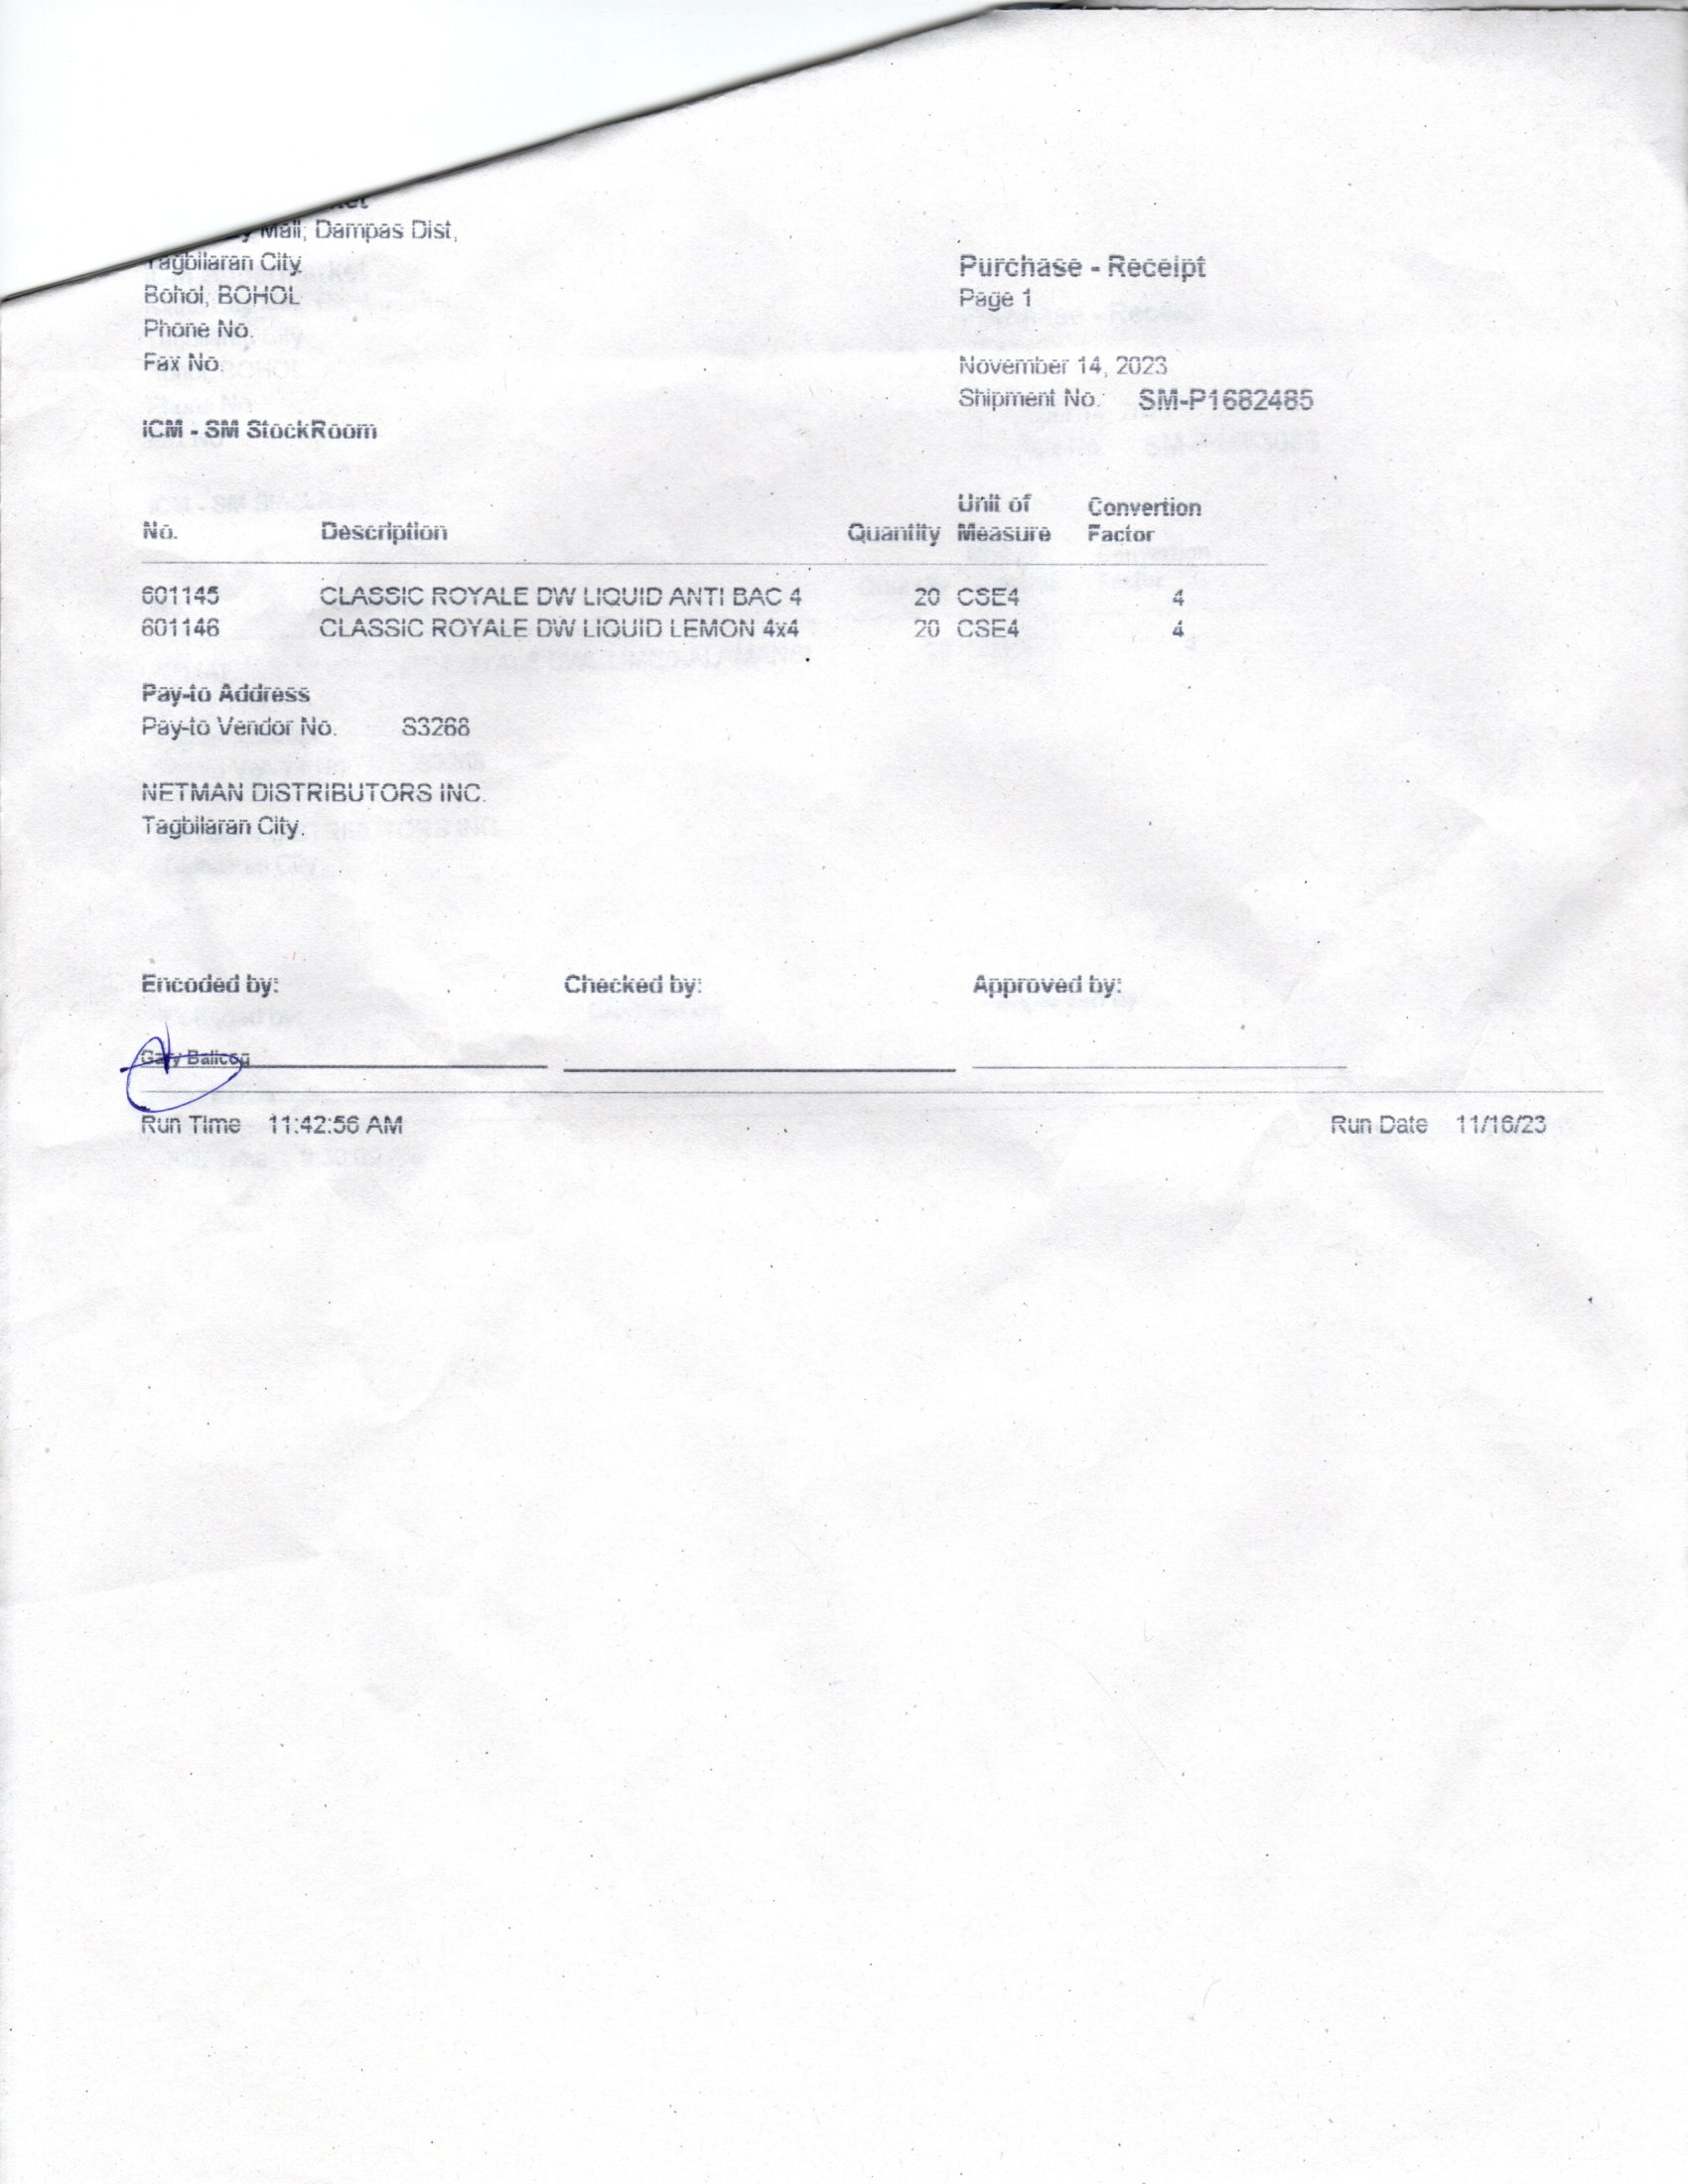 Mall, Dampas Dist,
Tagbilaran City
Bohol, BOHOL
Phone No.
Fax No.
ICM - SM StockRoom
Purchase - Receipt
Page 1
November 14, 2023
Shipment No. SM-P1682485
No. Description Quantity Unit of Measure Convertion Factor
601145 CLASSIC ROYALE DW LIQUID ANTI BAC 4 20 CSE4 4
601146 CLASSIC ROYALE DW LIQUID LEMON 4x4 20 CSE4 4
Pay-to Address
Pay-to Vendor No. S3268
NETMAN DISTRIBUTORS INC.
Tagbilaran City.
Encoded by: Checked by: Approved by:
Gary Balicog
Run Time 11:42:56 AM Run Date 11/16/23